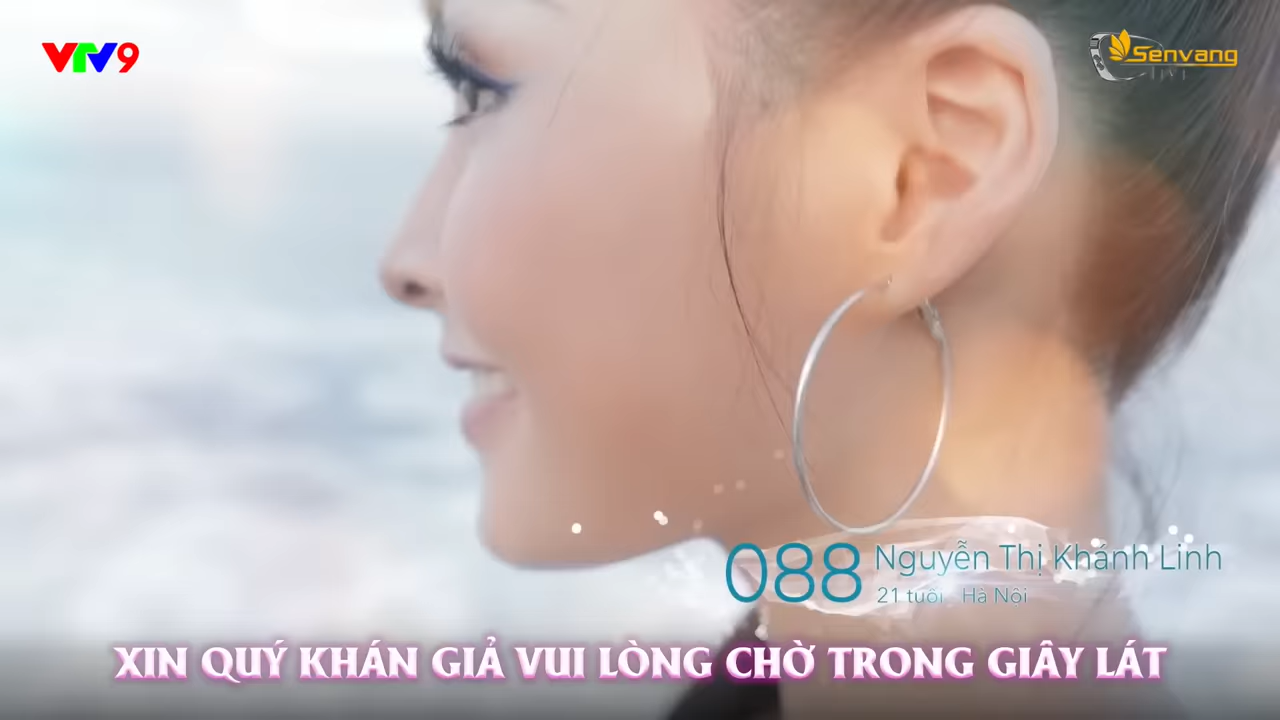 VTV9
Senvang
088
Nguyễn Thị Khánh Linh
21 tuổi Hà Nội
XIN QUÝ KHÁN GIẢ VUI LÒNG CHỜ TRONG GIÂY LÁT